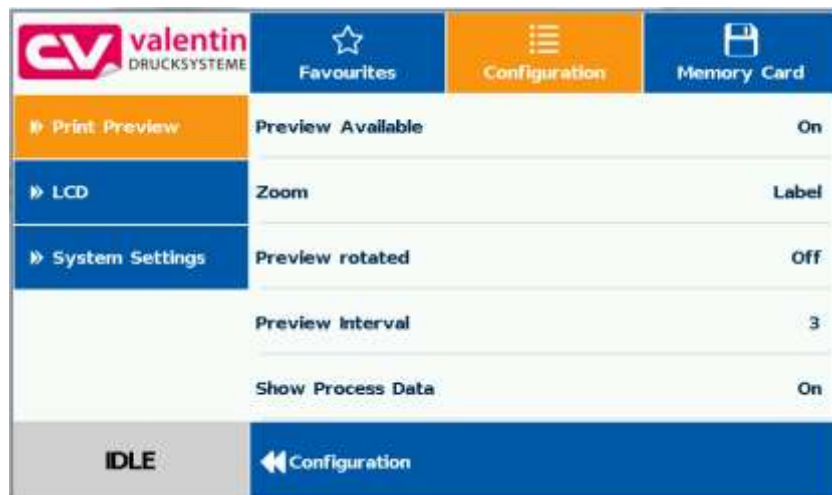 CV valentin
DRUCKSYSTEME
Favourites
Configuration
Memory Card
Print Preview
LCD
System Settings
Preview Available On
Zoom Label
Preview rotated Off
Preview Interval 3
Show Process Data On
IDLE
Configuration